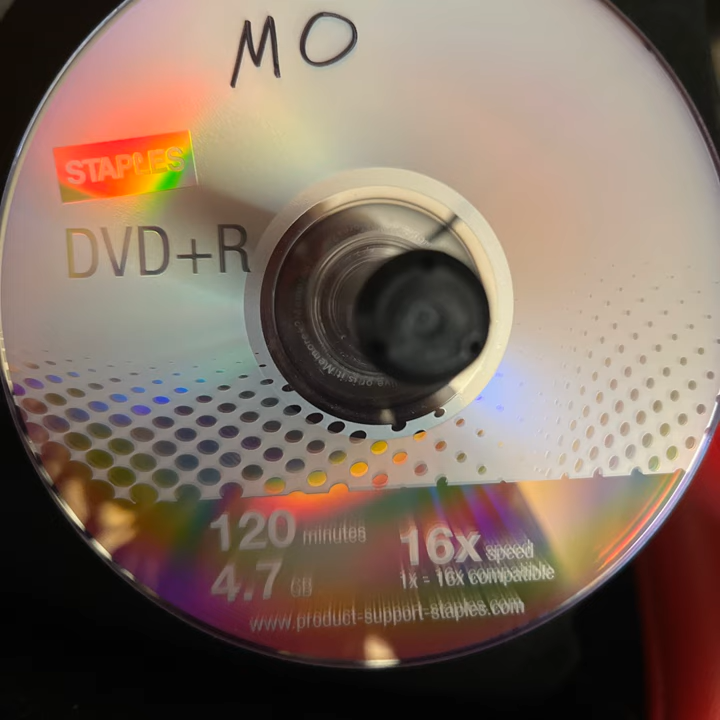 MO
STAPLES
DVD+R
120 minutes
4.7 GB
16x speed
1x - 16x compatible
www.product-support-staples.com